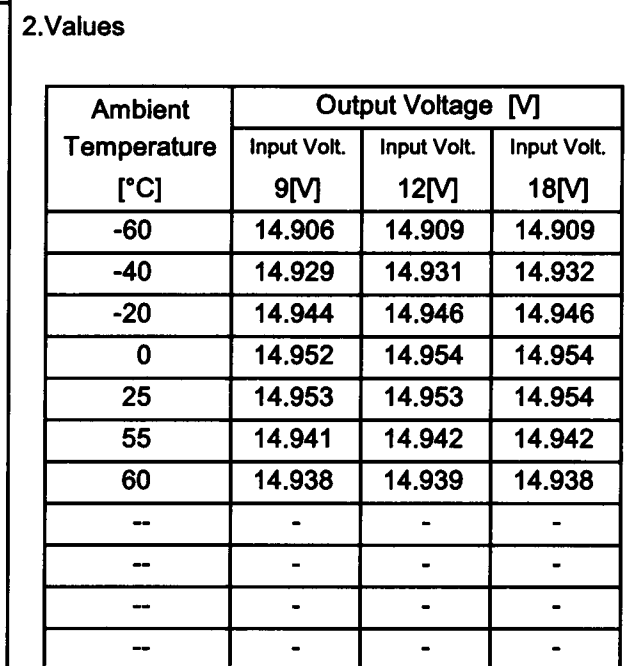 2.Values
Ambient Temperature [°C] Output Voltage [V]
Input Volt. 9[V] Input Volt. 12[V] Input Volt. 18[V]
-60 14.906 14.909 14.909
-40 14.929 14.931 14.932
-20 14.944 14.946 14.946
0 14.952 14.954 14.954
25 14.953 14.953 14.954
55 14.941 14.942 14.942
60 14.938 14.939 14.938
-- - - -
-- - - -
-- - - -
-- - - -